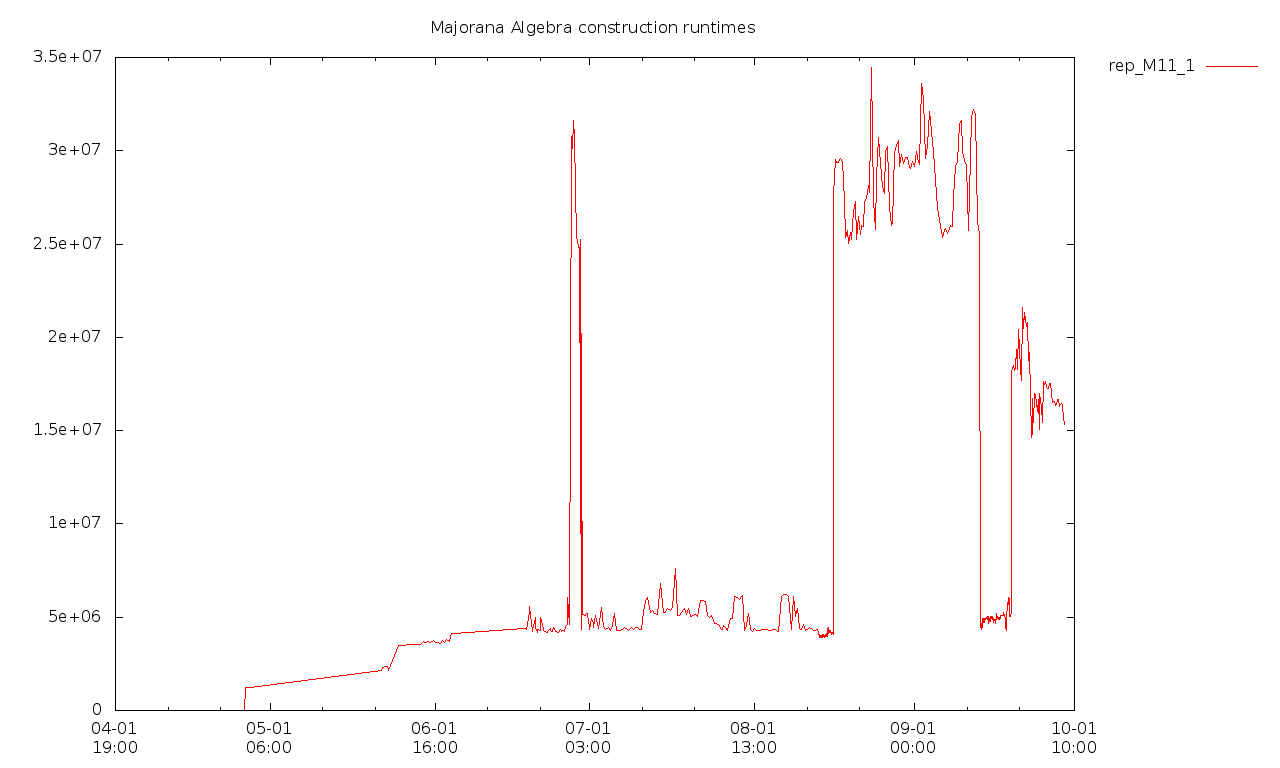 Majorana Algebra construction runtimes
rep_M11_1
3.5e+07
3e+07
2.5e+07
2e+07
1.5e+07
1e+07
5e+06
0
04-01 05-01 06-01 07-01 08-01 09-01 10-01
19:00 06:00 16:00 03:00 13:00 00:00 10:00